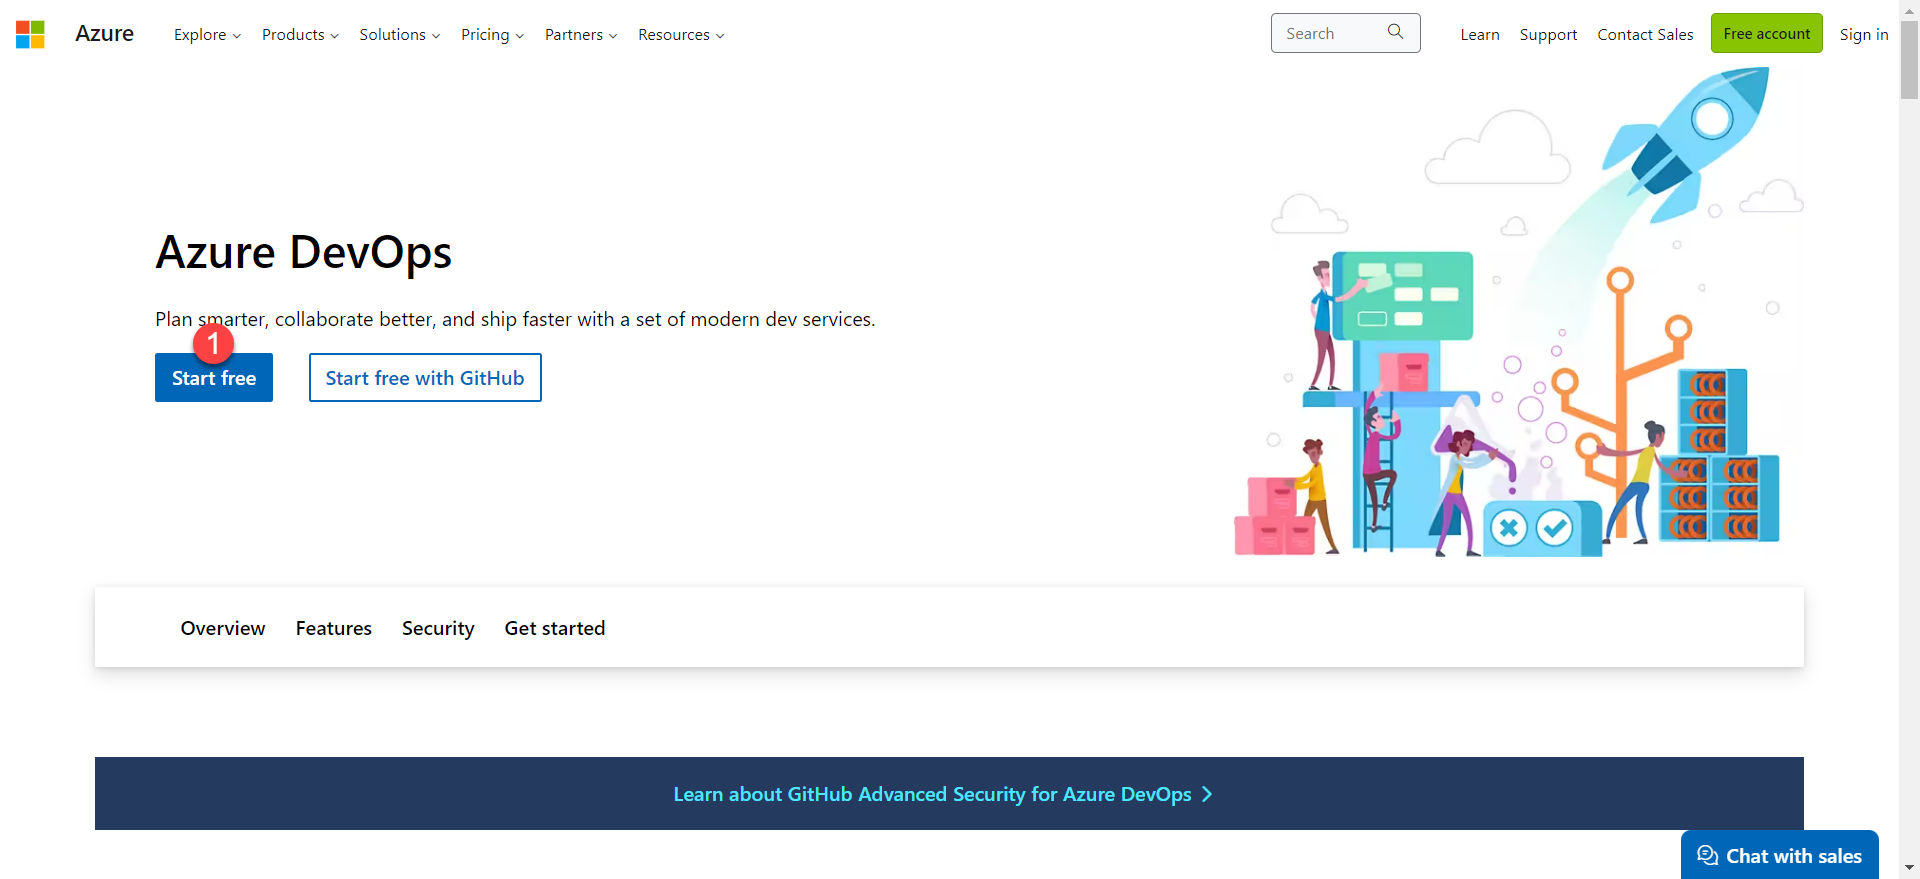 Azure
Explore Products Solutions Pricing Partners Resources
Search
Learn Support Contact Sales Free account Sign in
Azure DevOps
Plan smarter, collaborate better, and ship faster with a set of modern dev services.
1
Start free Start free with GitHub
Overview Features Security Get started
Learn about GitHub Advanced Security for Azure DevOps
Chat with sales